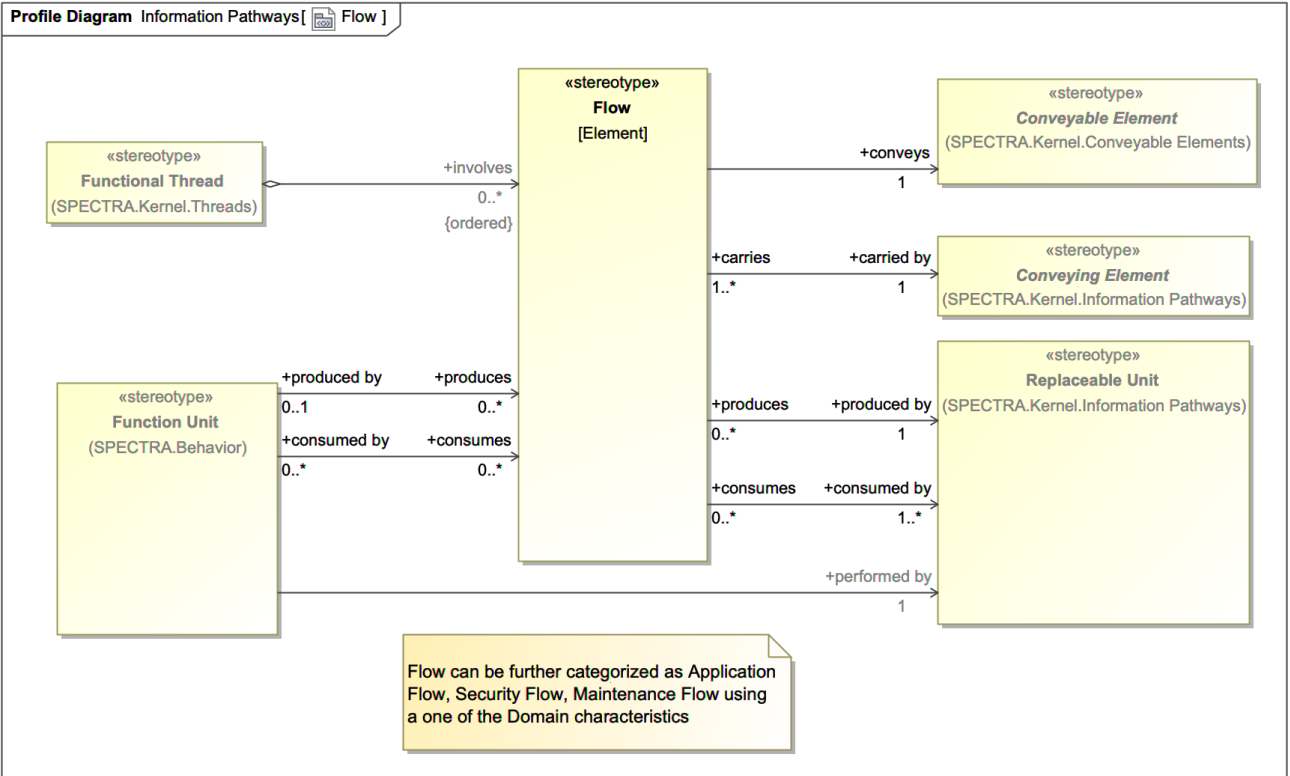 Profile Diagram Information Pathways[ Flow ]
«stereotype»
Functional Thread
(SPECTRA.Kernel.Threads)
+involves
0..*
{ordered}
«stereotype»
Flow
[Element]
«stereotype»
Conveyable Element
(SPECTRA.Kernel.Conveyable Elements)
+conveys
1
+carries
+carried by
1..*
1
«stereotype»
Conveying Element
(SPECTRA.Kernel.Information Pathways)
«stereotype»
Function Unit
(SPECTRA.Behavior)
+produced by
+produces
0..1
0..*
+consumed by
+consumes
0..*
0..*
+produces
+produced by
0..*
1
+consumes
+consumed by
0..*
1..*
«stereotype»
Replaceable Unit
(SPECTRA.Kernel.Information Pathways)
+performed by
1
Flow can be further categorized as Application
Flow, Security Flow, Maintenance Flow using
a one of the Domain characteristics